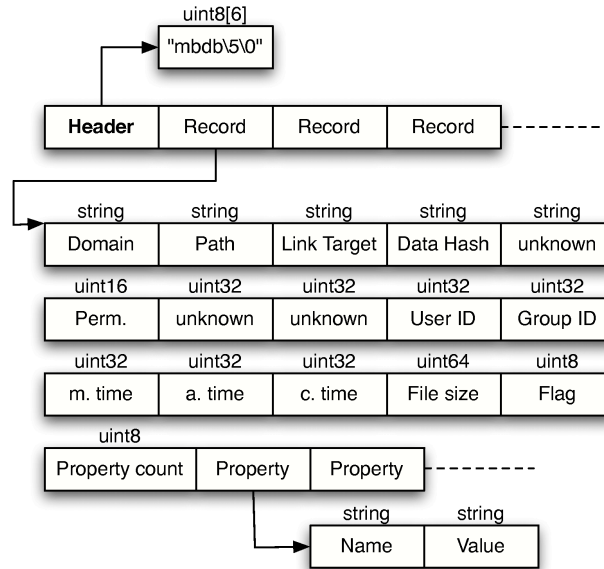 uint8[6]
"mbdb\5\0"
Header Record Record Record
string string string string string
Domain Path Link Target Data Hash unknown
uint16 uint32 uint32 uint32 uint32
Perm. unknown unknown User ID Group ID
uint32 uint32 uint32 uint64 uint8
m. time a. time c. time File size Flag
uint8
Property count Property Property
string string
Name Value